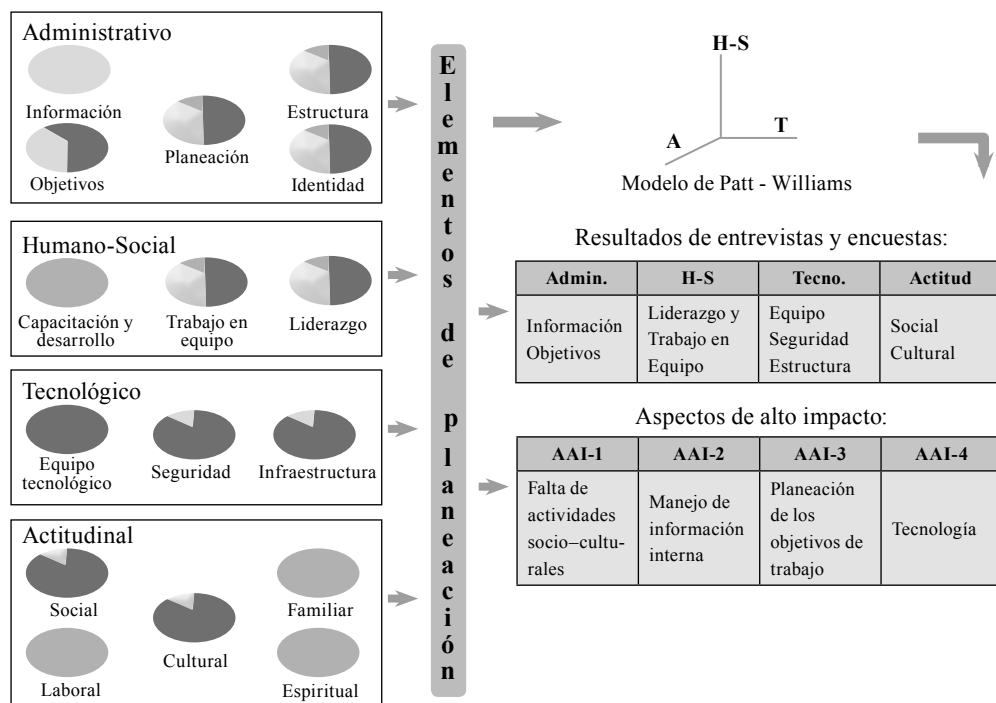 Administrativo
Información
Objetivos
Planeación
Estructura
Identidad
Humano-Social
Capacitación y
desarrollo
Trabajo en
equipo
Liderazgo
Tecnológico
Equipo
tecnológico
Seguridad
Infraestructura
Actitudinal
Social
Laboral
Cultural
Familiar
Espiritual
Elementos de planeación
H-S
A
T
Modelo de Patt - Williams
Resultados de entrevistas y encuestas:
Admin.
H-S
Tecno.
Actitud
Información
Objetivos
Liderazgo y
Trabajo en
Equipo
Equipo
Seguridad
Estructura
Social
Cultural
Aspectos de alto impacto:
AAI-1
AAI-2
AAI-3
AAI-4
Falta de
actividades
socio–cultu-
rales
Manejo de
información
interna
Planeación
de los
objetivos de
trabajo
Tecnología